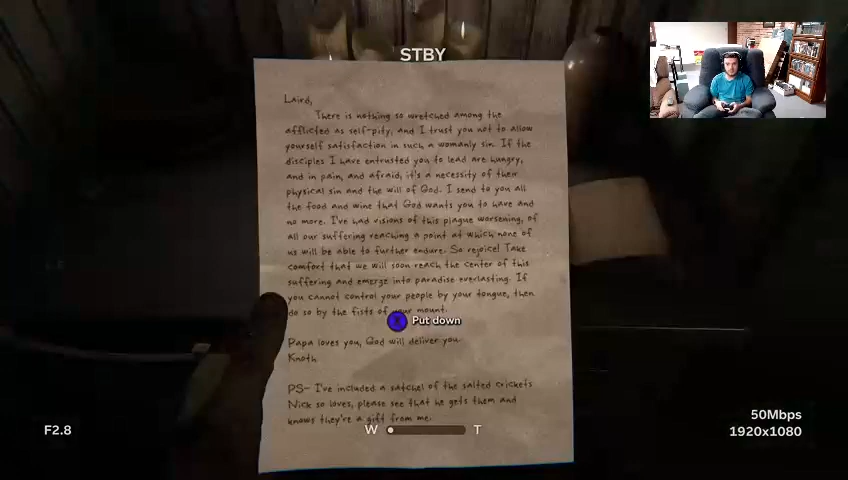 STBY
Laird,
There is nothing so wretched among the
afflicted as self-pity, and I trust you not to allow
yourself satisfaction in such a womanly sin. If the
disciples I have entrusted you to lead are hungry,
and in pain, and afraid, it's a necessity of their
physical sin and the will of God. I send to you all
the food and wine that God wants you to have and
no more. I've had visions of this plague worsening, of
all our suffering reaching a point at which none of
us will be able to further endure. So rejoice! Take
comfort that we will soon reach the center of this
suffering and emerge into paradise everlasting. If
you cannot control your people by your tongue, then
do so by the fists of your mount.
Put down
Papa loves you, God will deliver you
Knoth
PS- I've included a satchel of the salted crickets
Nick so loves, please see that he gets them and
knows they're a gift from me.
W T
F2.8
50Mbps
1920x1080